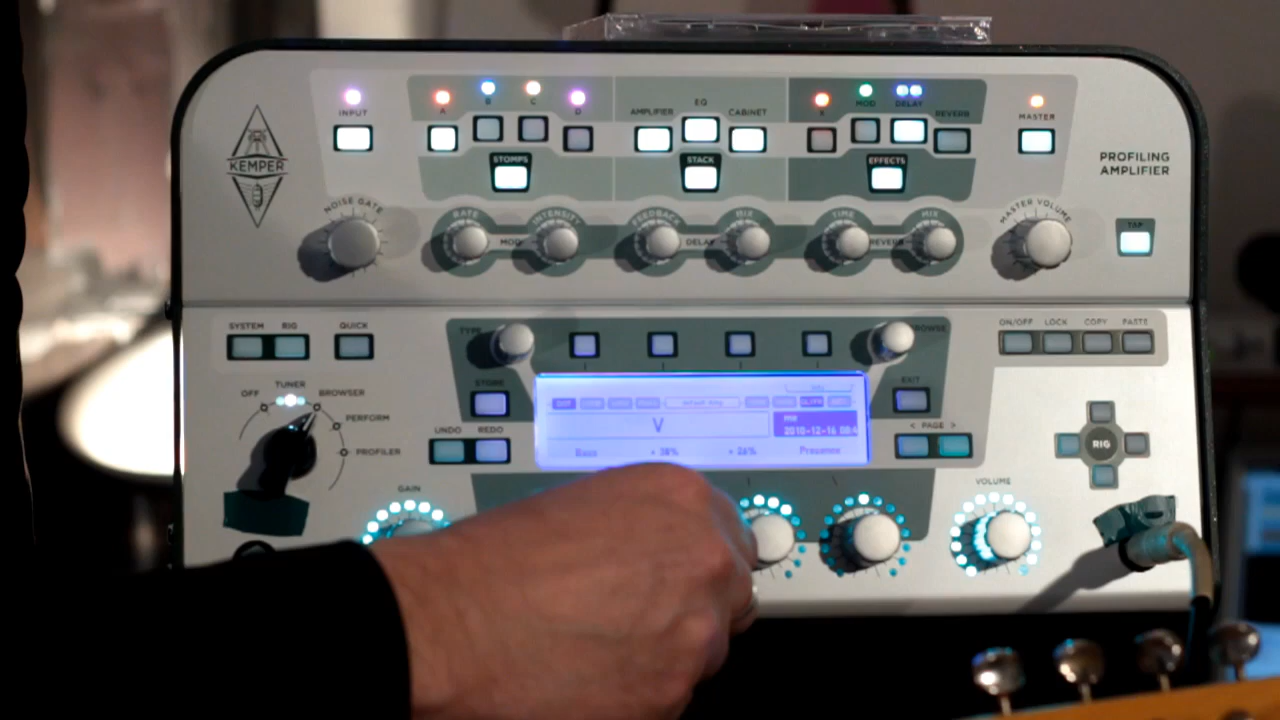 INPUT
A B C D
AMPLIFIER EQ CABINET
X MOD DELAY REVERB
MASTER
KEMPER
STOMPS STACK EFFECTS
PROFILING
AMPLIFIER
NOISE GATE
RATE INTENSITY FEEDBACK MIX TIME MIX
MASTER VOLUME
TAP
MOD DELAY REVERB
SYSTEM RIG QUICK
TYPE BROWSE
ON/OFF LOCK COPY PASTE
STORE EXIT
OFF TUNER BROWSER
PERFORM
PROFILER
UNDO REDO
< PAGE >
V
2010-12-16 08:4
Bass + 38% + 26% Presence
RIG
GAIN VOLUME